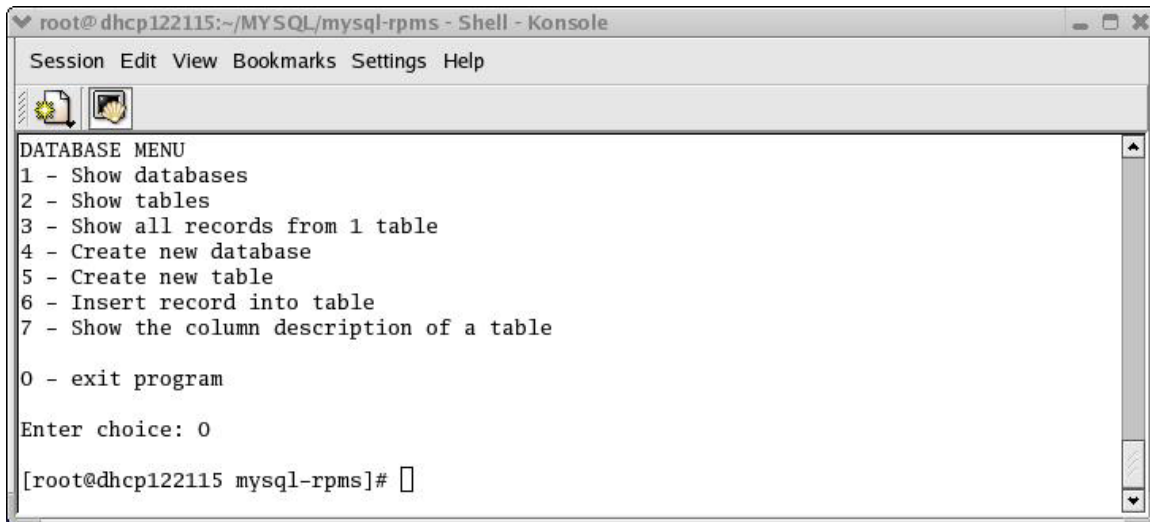 root@dhcp122115:~/MYSQL/mysql-rpms - Shell - Konsole
Session Edit View Bookmarks Settings Help
DATABASE MENU
1 - Show databases
2 - Show tables
3 - Show all records from 1 table
4 - Create new database
5 - Create new table
6 - Insert record into table
7 - Show the column description of a table
0 - exit program
Enter choice: 0
[root@dhcp122115 mysql-rpms]#